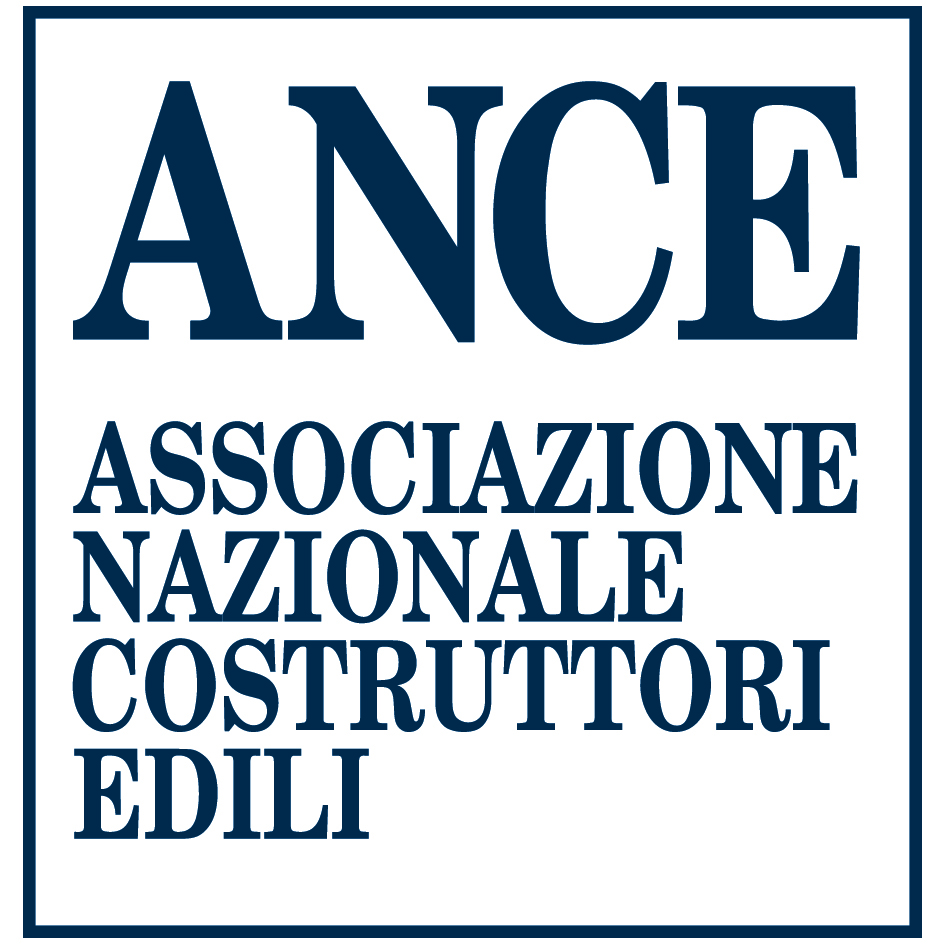 ANCE
ASSOCIAZIONE
NAZIONALE
COSTRUTTORI
EDILI